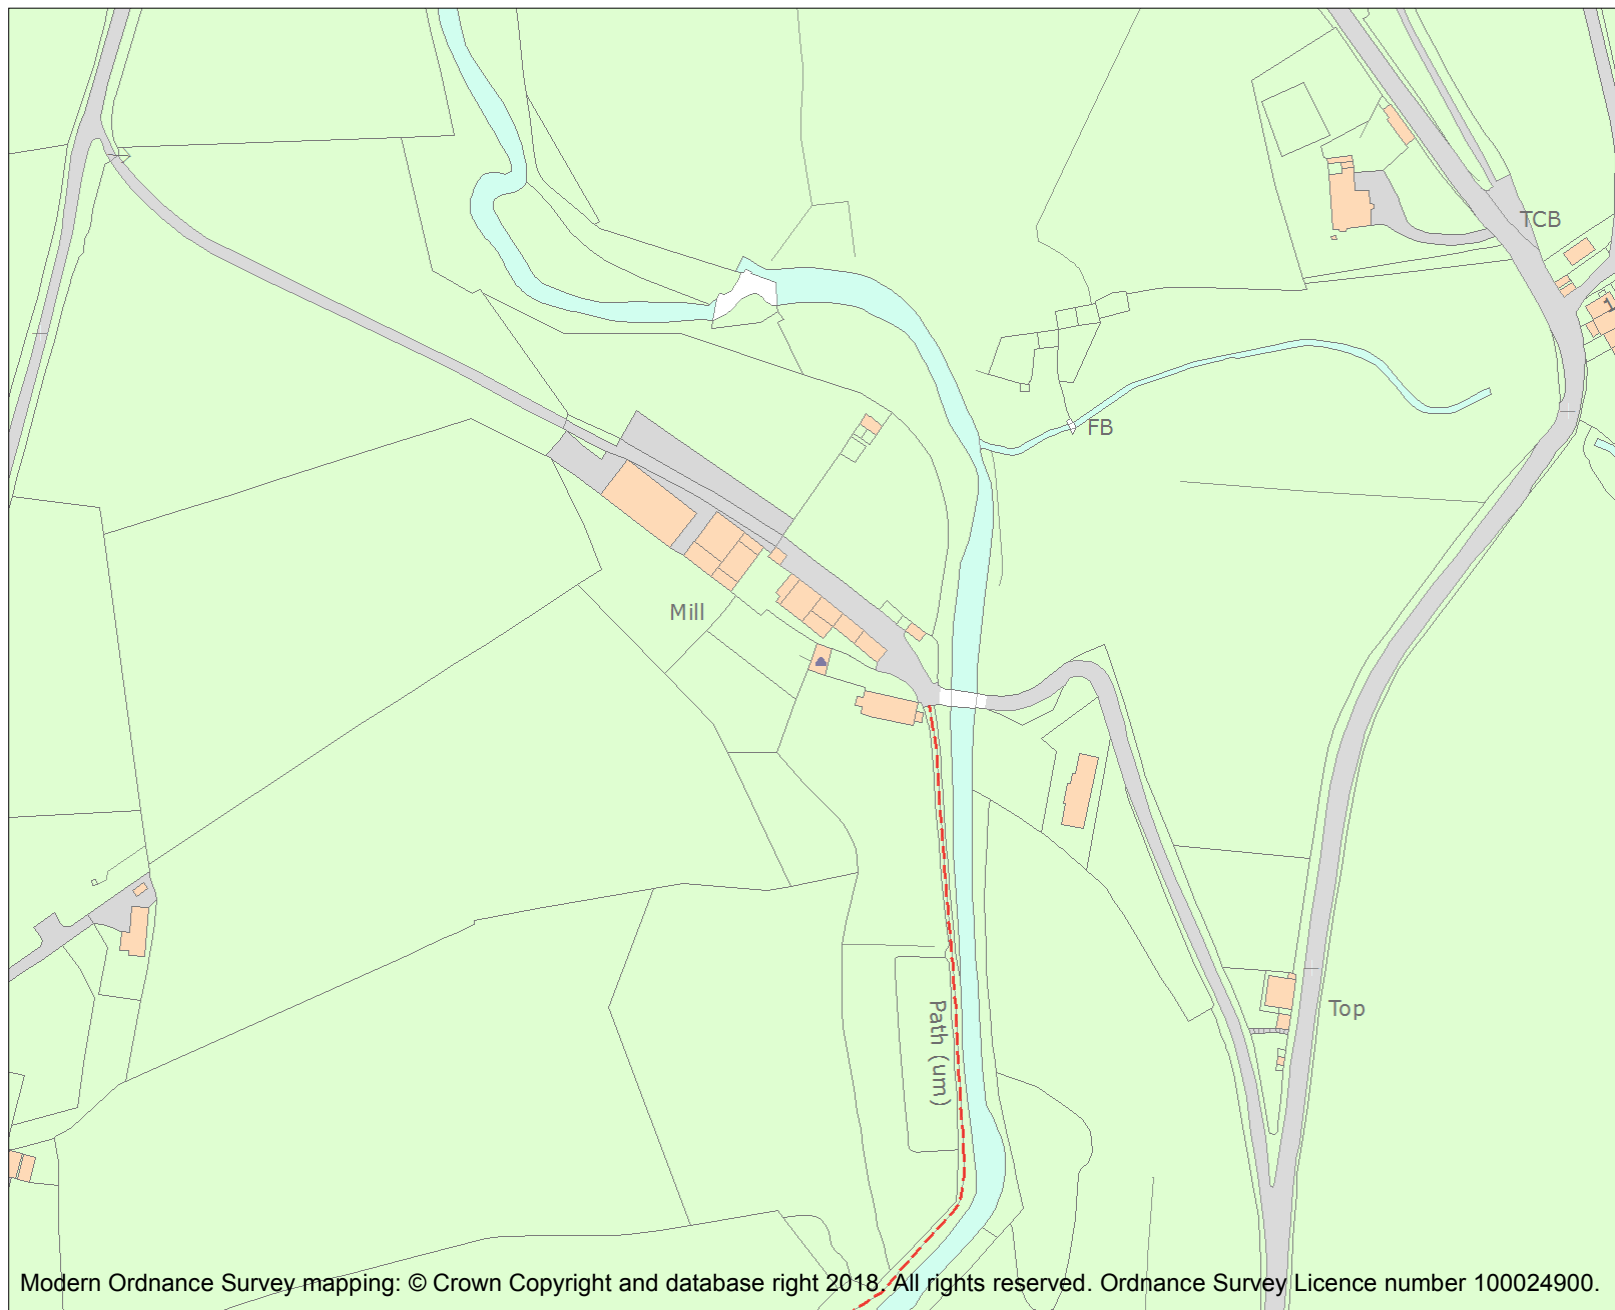 TCB
1
FB
Mill
Path (um)
Top
Modern Ordnance Survey mapping: © Crown Copyright and database right 2018. All rights reserved. Ordnance Survey Licence number 100024900.